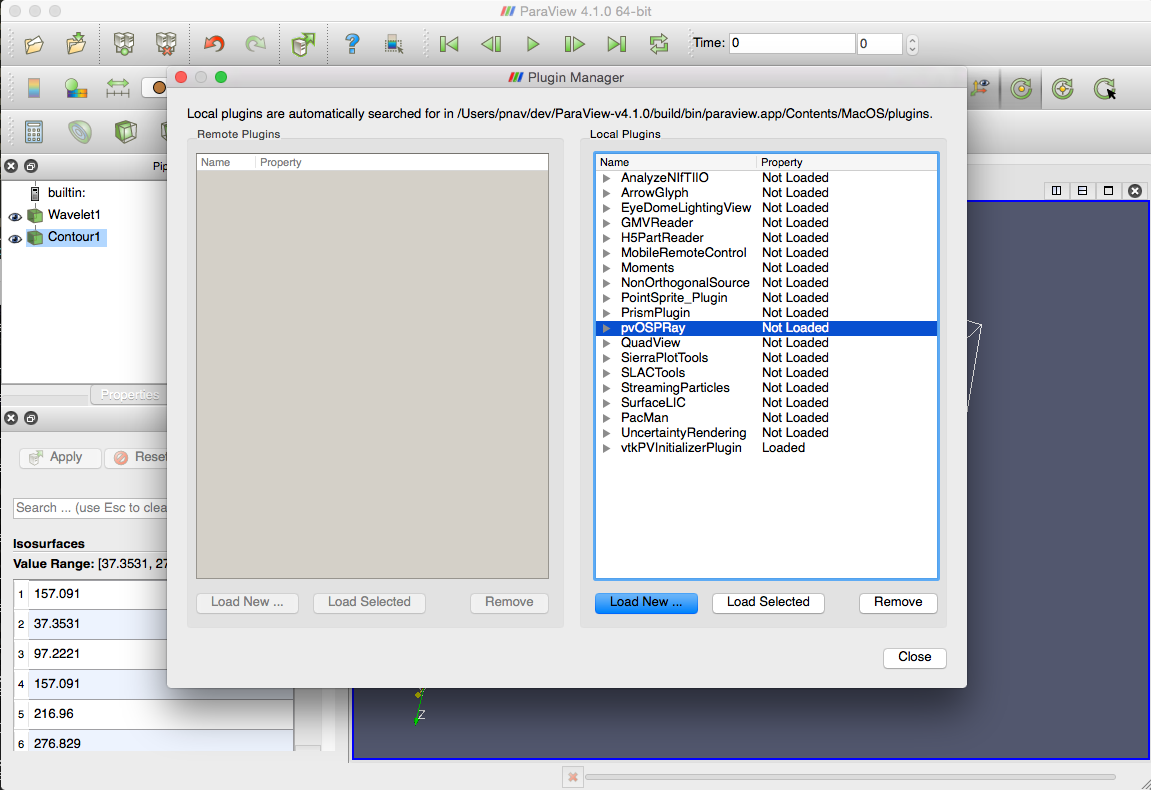 ParaView 4.1.0 64-bit
Time: 0 0
Plugin Manager
Local plugins are automatically searched for in /Users/pnav/dev/ParaView-v4.1.0/build/bin/paraview.app/Contents/MacOS/plugins.
Remote Plugins
Name Property
Load New ... Load Selected Remove
Local Plugins
Name Property
AnalyzeNIfTIIO Not Loaded
ArrowGlyph Not Loaded
EyeDomeLightingView Not Loaded
GMVReader Not Loaded
H5PartReader Not Loaded
MobileRemoteControl Not Loaded
Moments Not Loaded
NonOrthogonalSource Not Loaded
PointSprite_Plugin Not Loaded
PrismPlugin Not Loaded
pvOSPRay Not Loaded
QuadView Not Loaded
SierraPlotTools Not Loaded
SLACTools Not Loaded
StreamingParticles Not Loaded
SurfaceLIC Not Loaded
PacMan Not Loaded
UncertaintyRendering Not Loaded
vtkPVInitializerPlugin Loaded
Load New ... Load Selected Remove
Close
Pip
builtin:
Wavelet1
Contour1
Properties
Apply Reset
Search ... (use Esc to clea
Isosurfaces
Value Range: [37.3531, 27
1 157.091
2 37.3531
3 97.2221
4 157.091
5 216.96
6 276.829
Z